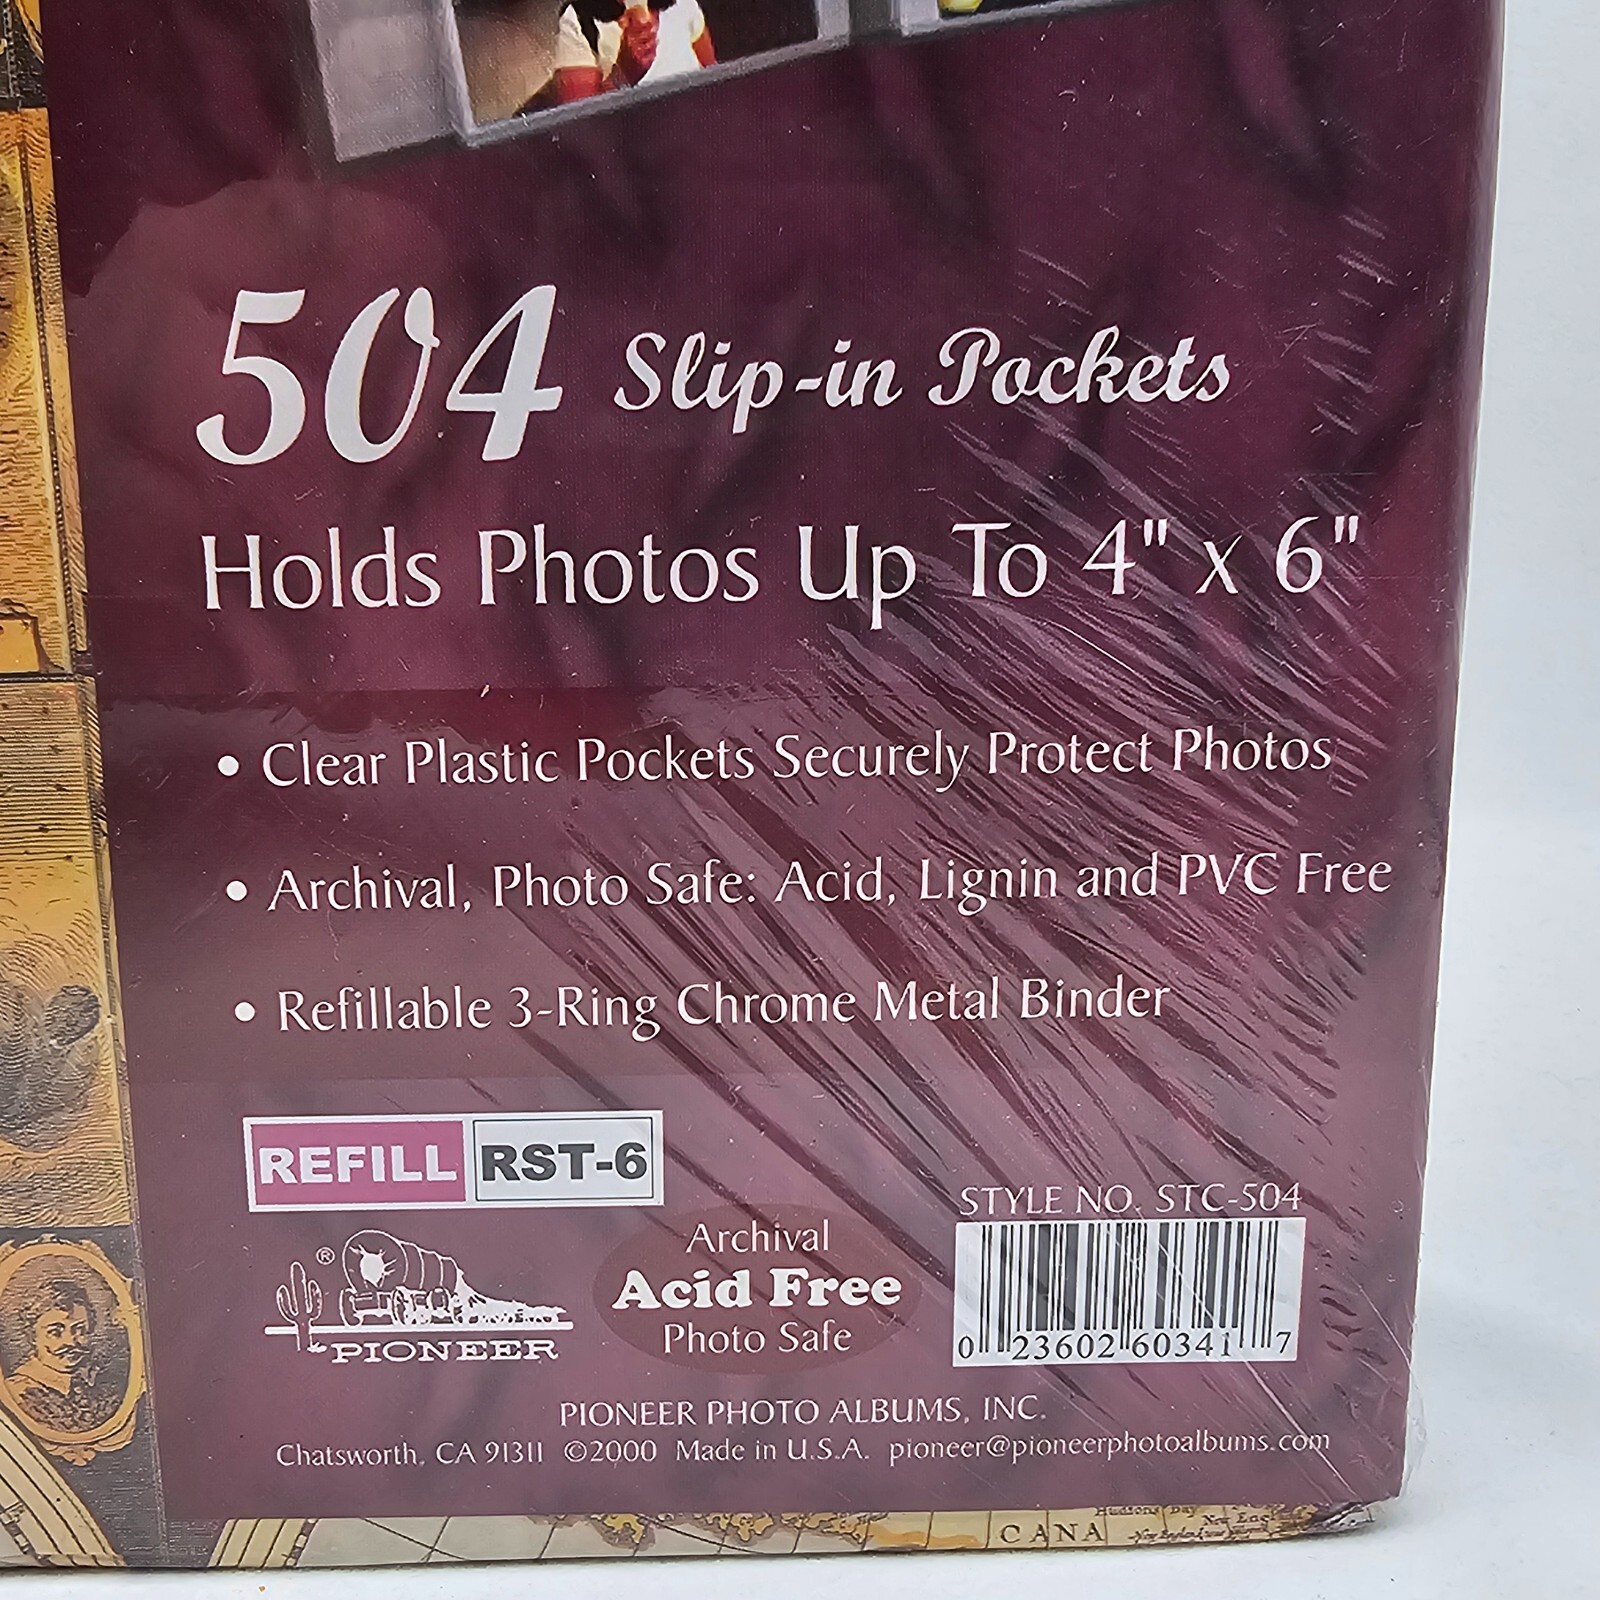 504 Slip-in Pockets
Holds Photos Up To 4" x 6"
• Clear Plastic Pockets Securely Protect Photos
• Archival, Photo Safe: Acid, Lignin and PVC Free
• Refillable 3-Ring Chrome Metal Binder
REFILL RST-6
®
PIONEER
Archival
Acid Free
Photo Safe
STYLE NO. STC-504
0 23602 60341 7
PIONEER PHOTO ALBUMS, INC.
Chatsworth, CA 91311 ©2000 Made in U.S.A. pioneer@pioneerphotoalbums.com
CANA